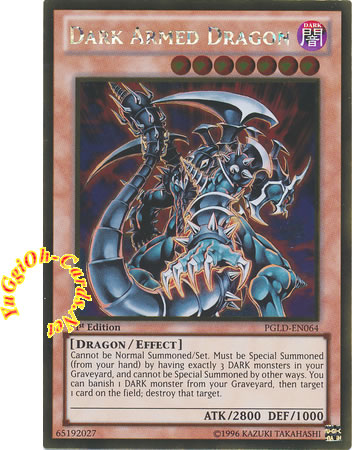 DARK ARMED DRAGON
DARK
闇
YuGgiOh-Cards.Net
1st Edition
PGLD-EN064
[DRAGON / EFFECT]
Cannot be Normal Summoned/Set. Must be Special Summoned
(from your hand) by having exactly 3 DARK monsters in your
Graveyard, and cannot be Special Summoned by other ways. You
can banish 1 DARK monster from your Graveyard, then target
1 card on the field; destroy that target.
ATK/2800 DEF/1000
65192027
©1996 KAZUKI TAKAHASHI